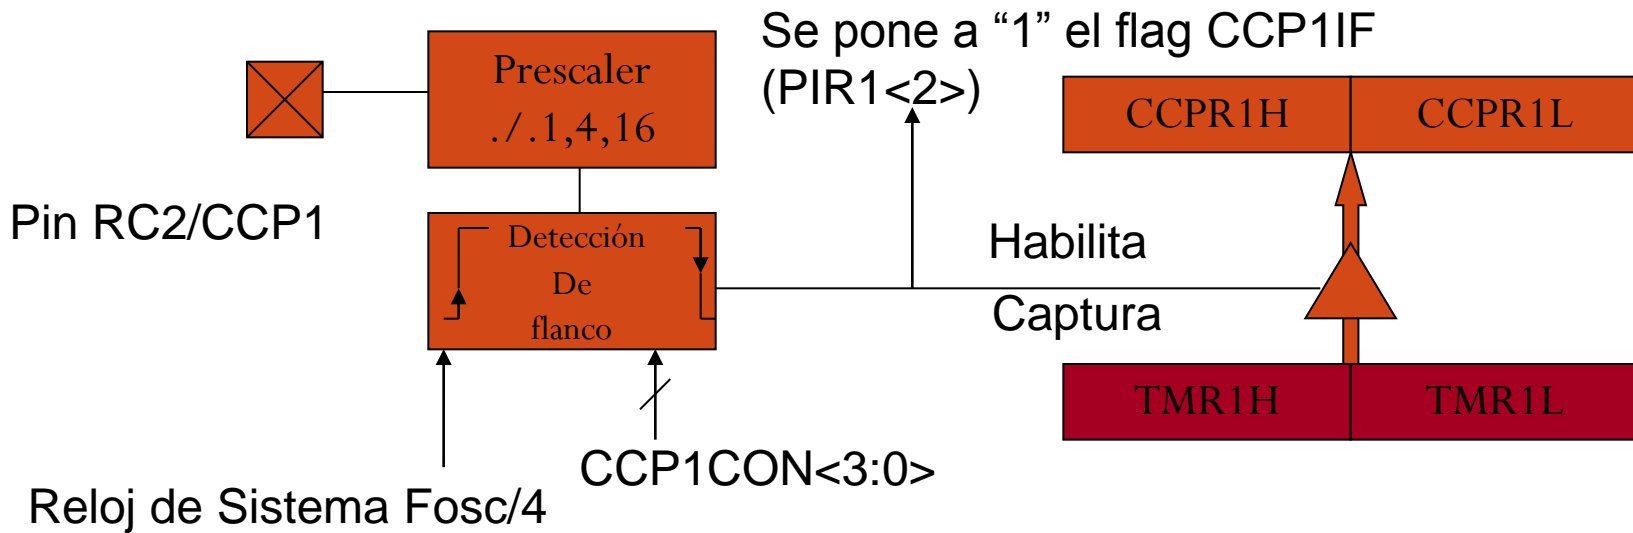 Se pone a “1” el flag CCP1IF
(PIR1<2>)
Prescaler
./.1,4,16
CCPR1H
CCPR1L
Pin RC2/CCP1
Detección
De
flanco
Habilita
Captura
TMR1H
TMR1L
CCP1CON<3:0>
Reloj de Sistema Fosc/4